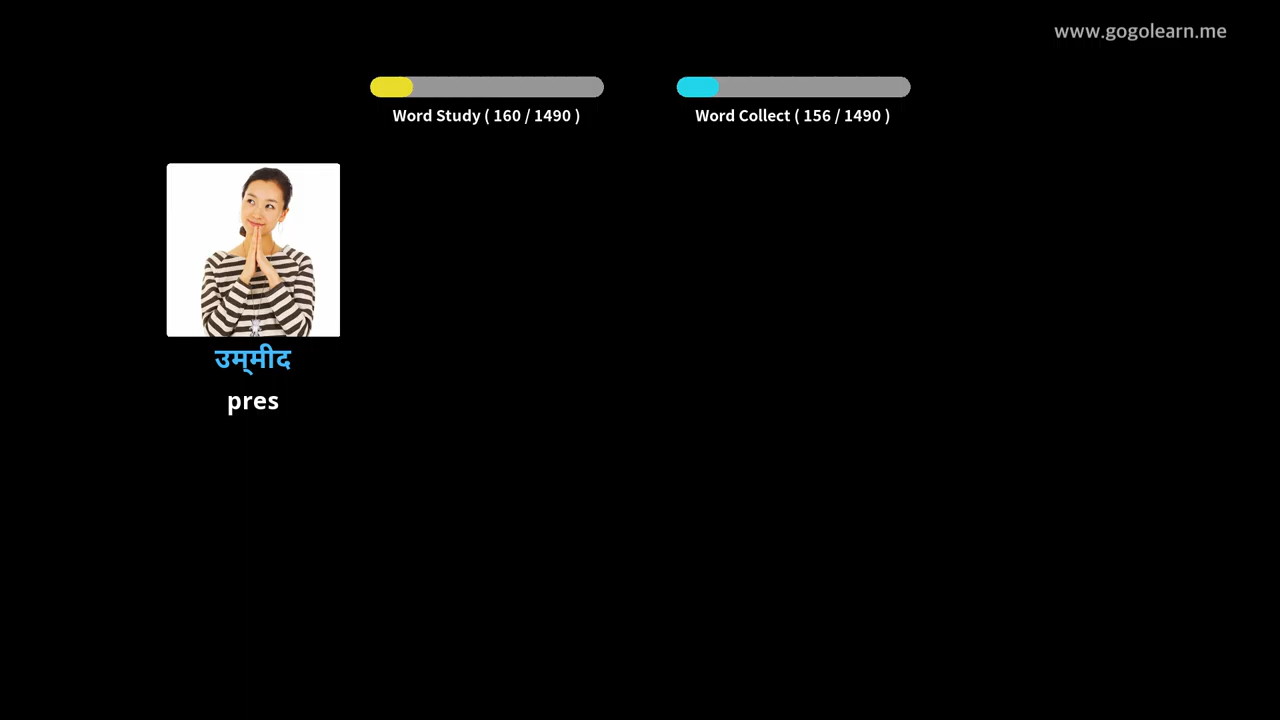 www.gogolearn.me
Word Study ( 160 / 1490 )
Word Collect ( 156 / 1490 )
उम्‌मीद
pres